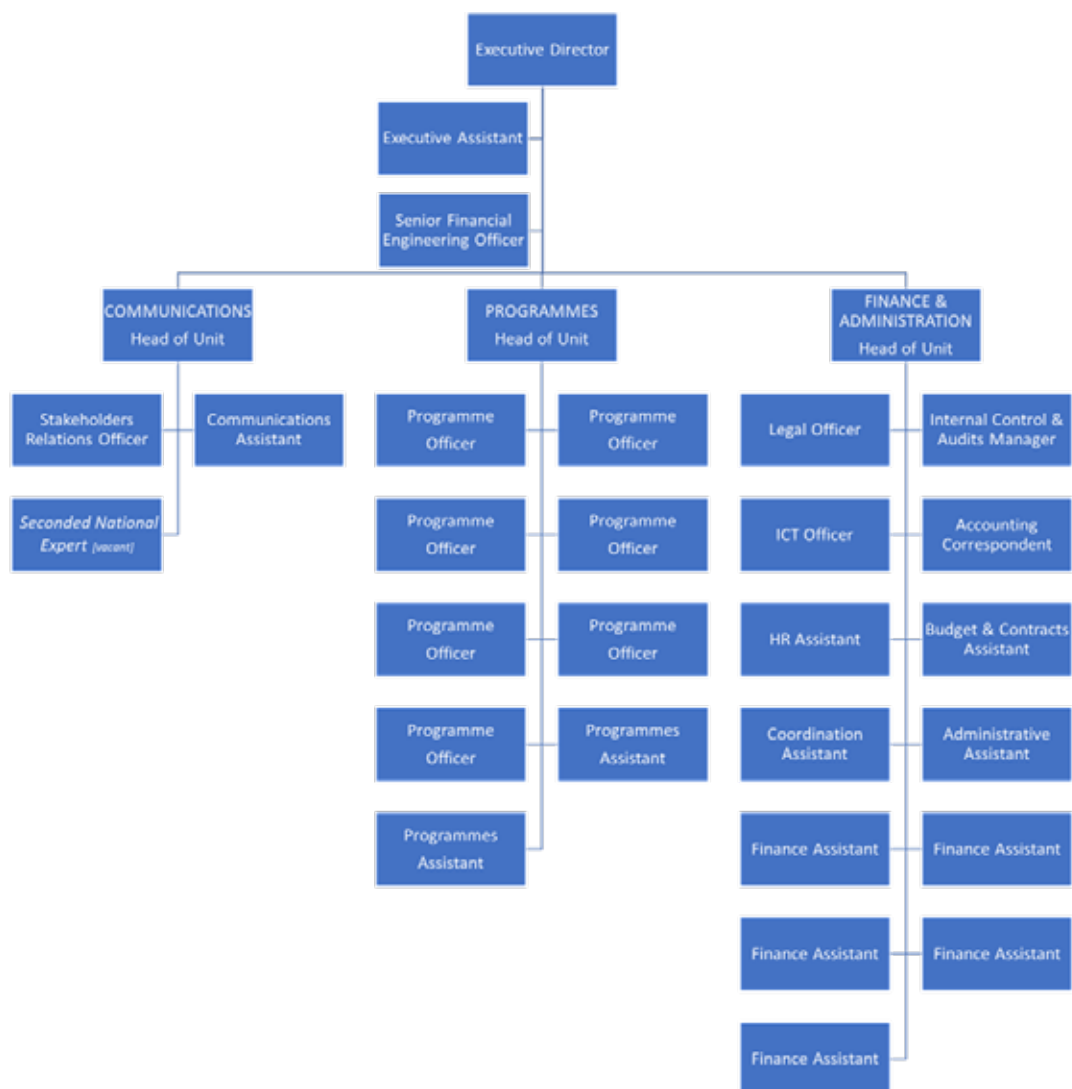 Executive Director
Executive Assistant
Senior Financial
Engineering Officer
COMMUNICATIONS
Head of Unit
PROGRAMMES
Head of Unit
FINANCE &
ADMINISTRATION
Head of Unit
Stakeholders
Relations Officer
Communications
Assistant
Seconded National
Expert [vacant]
Programme
Officer
Programme
Officer
Programme
Officer
Programme
Officer
Programme
Officer
Programme
Officer
Programme
Officer
Programmes
Assistant
Programmes
Assistant
Legal Officer
Internal Control &
Audits Manager
ICT Officer
Accounting
Correspondent
HR Assistant
Budget & Contracts
Assistant
Coordination
Assistant
Administrative
Assistant
Finance Assistant
Finance Assistant
Finance Assistant
Finance Assistant
Finance Assistant